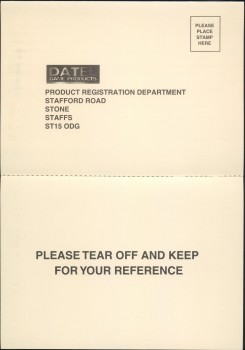 PLEASE
PLACE
STAMP
HERE
DATEL
GAME PRODUCTS
PRODUCT REGISTRATION DEPARTMENT
STAFFORD ROAD
STONE
STAFFS
ST15 ODG
PLEASE TEAR OFF AND KEEP
FOR YOUR REFERENCE